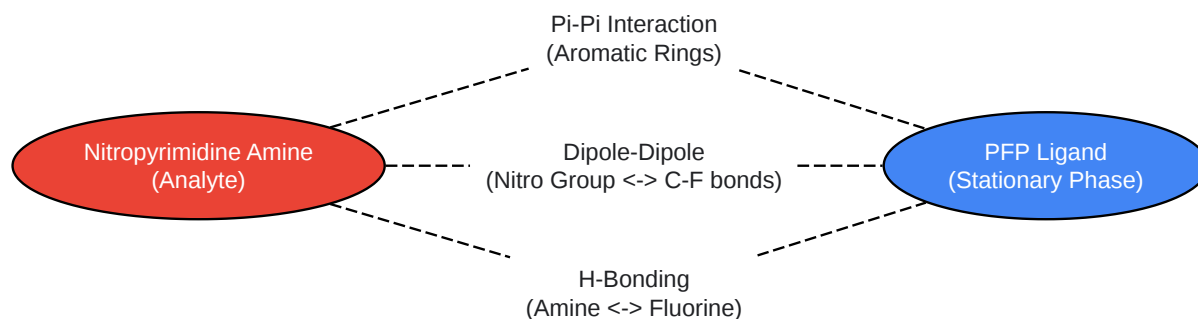 Pi-Pi Interaction
(Aromatic Rings)
Nitropyrimidine Amine
(Analyte)
Dipole-Dipole
(Nitro Group <-> C-F bonds)
PFP Ligand
(Stationary Phase)
H-Bonding
(Amine <-> Fluorine)